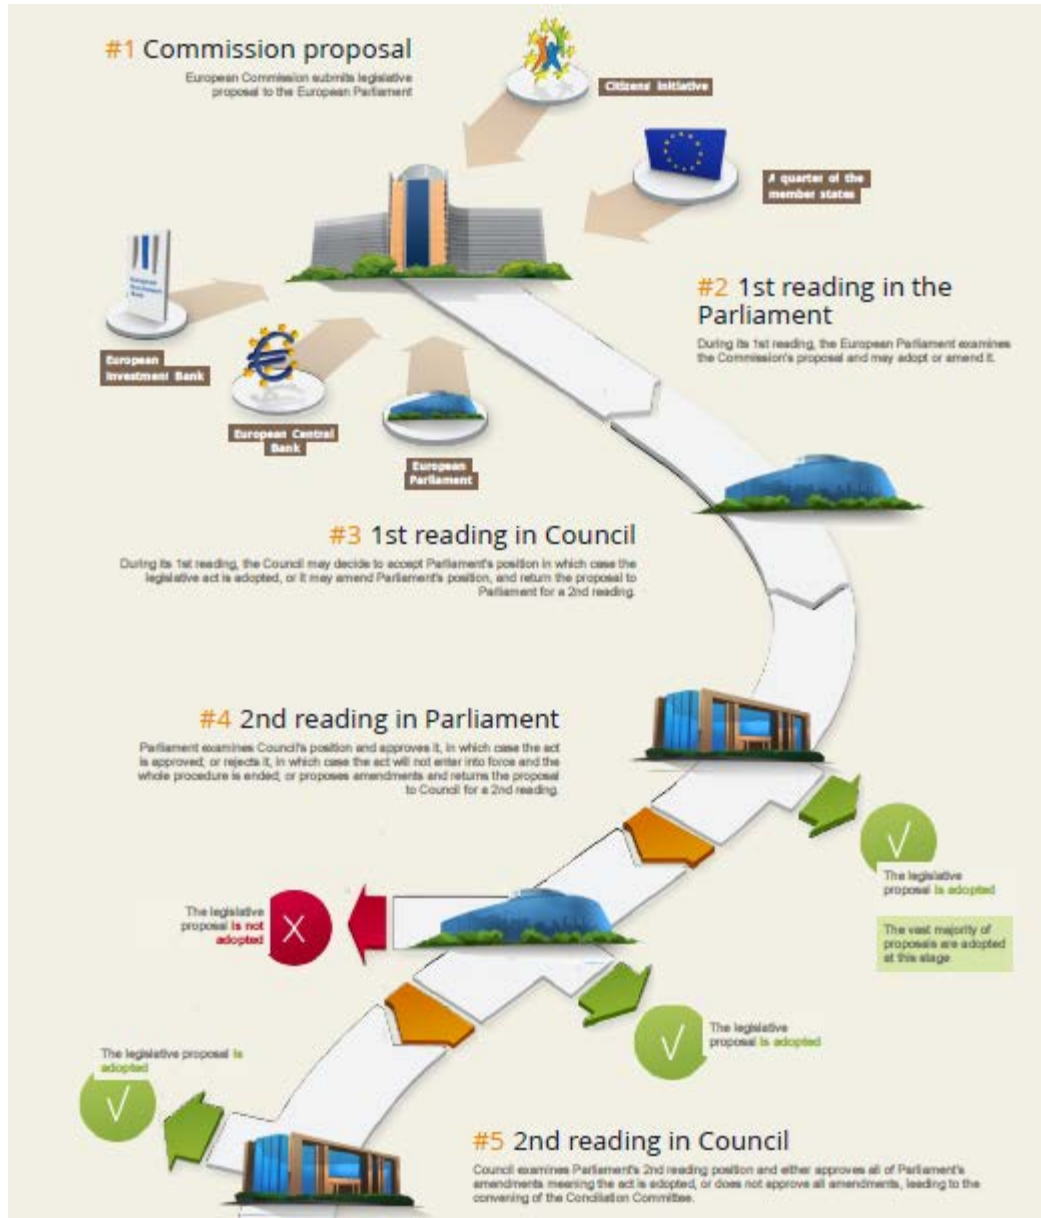 #1 Commission proposal
European Commission submits legislative
proposal to the European Parliament
Citizens' Initiative
A quarter of the
member states
European
Investment Bank
European Central
Bank
European
Parliament
#2 1st reading in the
Parliament
During its 1st reading, the European Parliament examines
the Commission's proposal and may adopt or amend it.
#3 1st reading in Council
During its 1st reading, the Council may decide to accept Parliament's position in which case the
legislative act is adopted, or it may amend Parliament's position, and return the proposal to
Parliament for a 2nd reading.
#4 2nd reading in Parliament
Parliament examines Council's position and approves it, in which case the act
is approved; or rejects it, in which case the act will not enter into force and the
whole procedure is ended; or proposes amendments and returns the proposal
to Council for a 2nd reading.
The legislative
proposal is adopted
The vast majority of
proposals are adopted
at this stage
The legislative
proposal is not
adopted
X
The legislative
proposal is adopted
The legislative proposal is
adopted
#5 2nd reading in Council
Council examines Parliament's 2nd reading position and either approves all of Parliament's
amendments meaning the act is adopted, or does not approve all amendments, leading to the
convening of the Conciliation Committee.